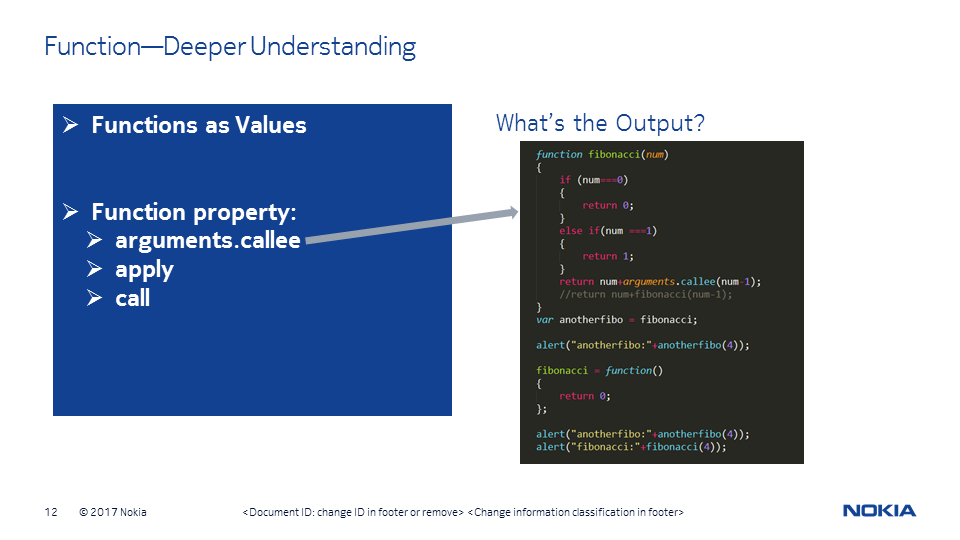 Function—Deeper Understanding
➢ Functions as Values
➢ Function property:
➢ arguments.callee
➢ apply
➢ call
What's the Output?
function fibonacci(num)
{
if (num===0)
{
return 0;
}
else if(num ===1)
{
return 1;
}
return num+arguments.callee(num-1);
//return num+fibonacci(num-1);
}
var anotherfibo = fibonacci;
alert("anotherfibo:"+anotherfibo(4));
fibonacci = function()
{
return 0;
};
alert("anotherfibo:"+anotherfibo(4));
alert("fibonacci:"+fibonacci(4));
12 © 2017 Nokia <Document ID: change ID in footer or remove> <Change information classification in footer>
NOKIA